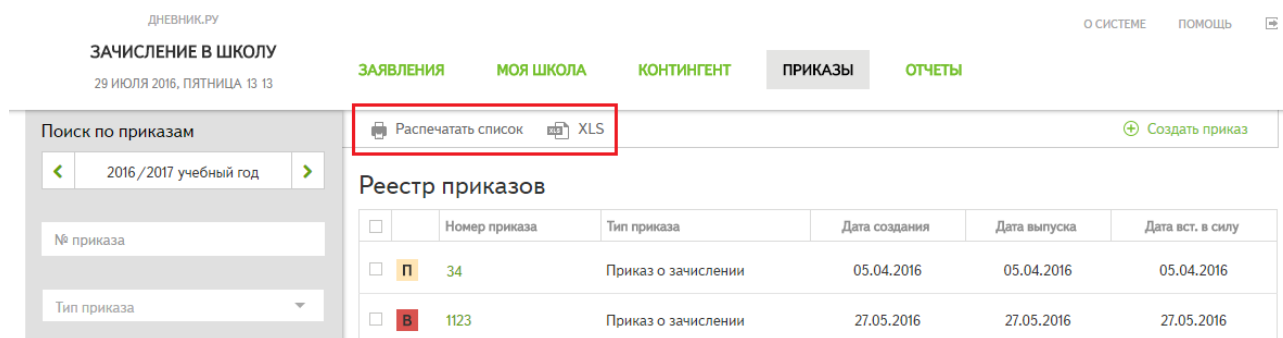 ДНЕВНИК.РУ
О СИСТЕМЕ ПОМОЩЬ
ЗАЧИСЛЕНИЕ В ШКОЛУ
29 ИЮЛЯ 2016, ПЯТНИЦА 13 13
ЗАЯВЛЕНИЯ МОЯ ШКОЛА КОНТИНГЕНТ ПРИКАЗЫ ОТЧЕТЫ
Поиск по приказам
2016/2017 учебный год
№ приказа
Тип приказа
Распечатать список XLS XLS
Создать приказ
Реестр приказов
Номер приказа Тип приказа Дата создания Дата выпуска Дата вст. в силу
П 34 Приказ о зачислении 05.04.2016 05.04.2016 05.04.2016
В 1123 Приказ о зачислении 27.05.2016 27.05.2016 27.05.2016